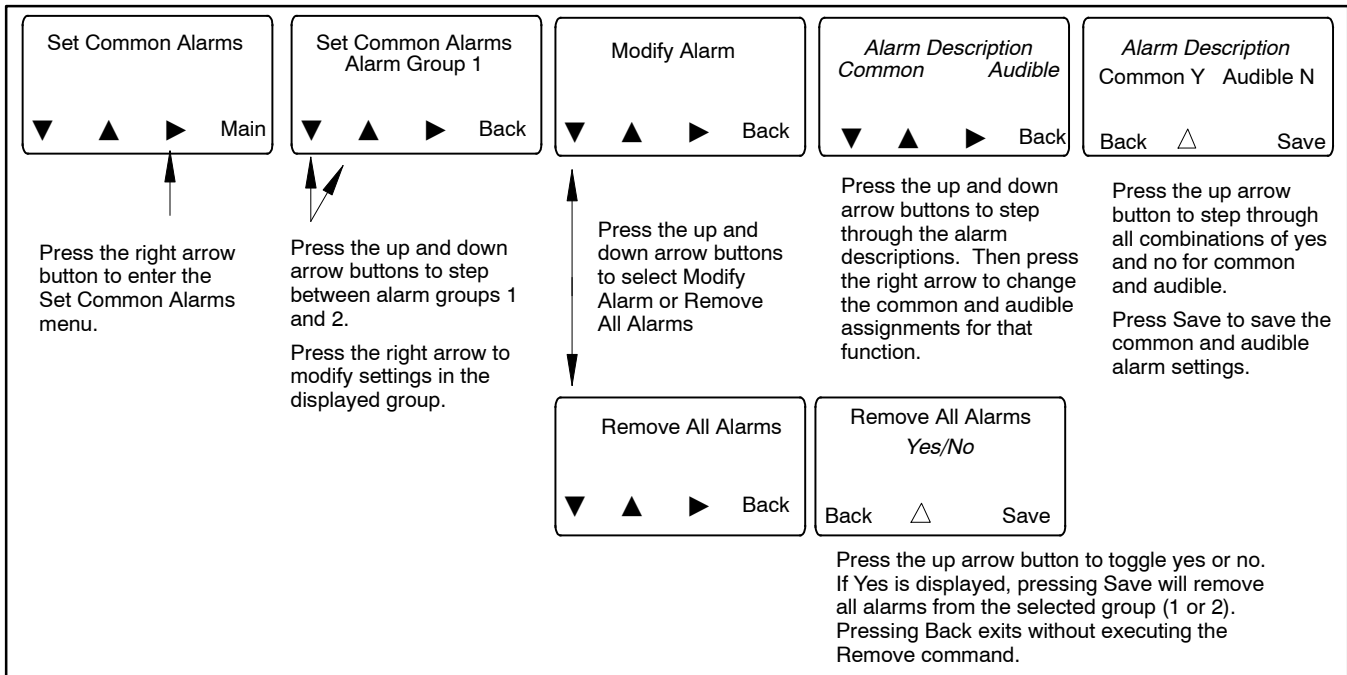 Set Common Alarms
▼ ▲ ► Main
Press the right arrow
button to enter the
Set Common Alarms
menu.
Set Common Alarms
Alarm Group 1
▼ ▲ ► Back
Press the up and down
arrow buttons to step
between alarm groups 1
and 2.
Press the right arrow to
modify settings in the
displayed group.
Modify Alarm
▼ ▲ ► Back
Press the up and
down arrow buttons
to select Modify
Alarm or Remove
All Alarms
Alarm Description
Common Audible
▼ ▲ ► Back
Press the up and down
arrow buttons to step
through the alarm
descriptions. Then press
the right arrow to change
the common and audible
assignments for that
function.
Alarm Description
Common Y Audible N
Back △ Save
Press the up arrow
button to step through
all combinations of yes
and no for common
and audible.
Press Save to save the
common and audible
alarm settings.
Remove All Alarms
▼ ▲ ► Back
Remove All Alarms
Yes/No
Back △ Save
Press the up arrow button to toggle yes or no.
If Yes is displayed, pressing Save will remove
all alarms from the selected group (1 or 2).
Pressing Back exits without executing the
Remove command.